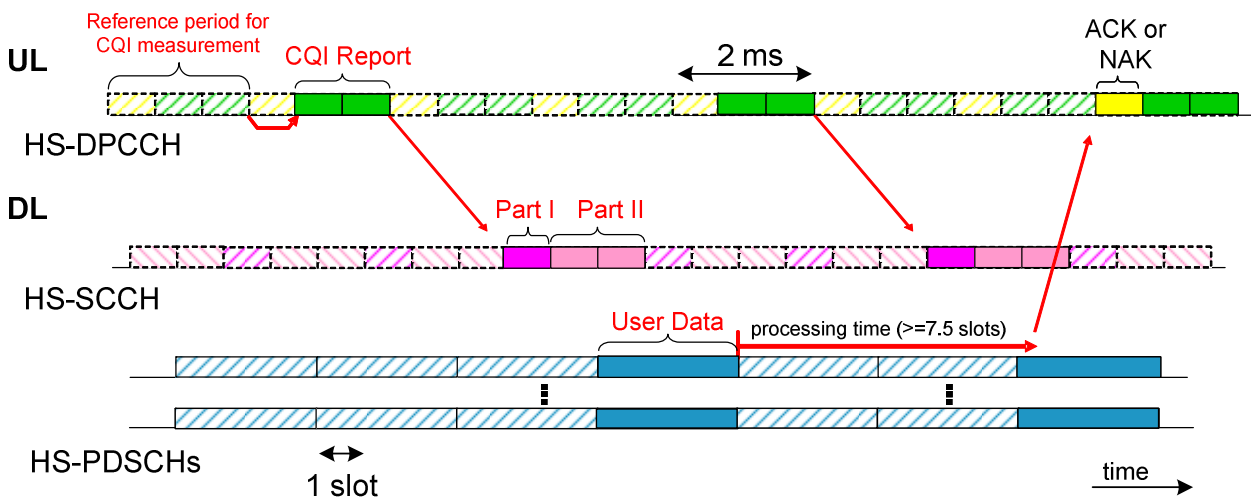 Reference period for
CQI measurement
UL
CQI Report
2 ms
ACK or
NAK
HS-DPCCH
DL
Part I
Part II
HS-SCCH
User Data
processing time (>=7.5 slots)
HS-PDSCHs
1 slot
time